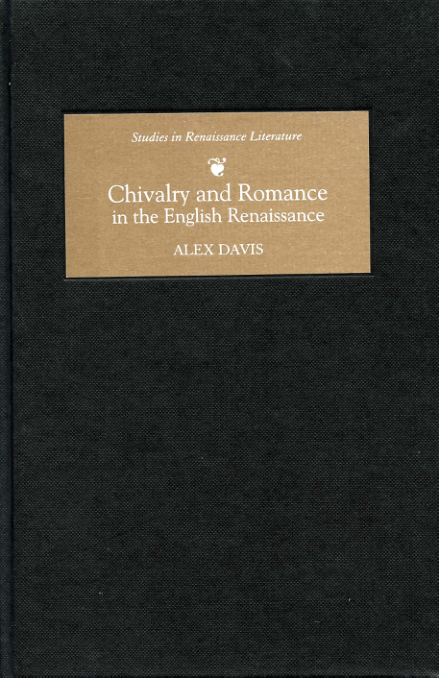 Studies in Renaissance Literature
Chivalry and Romance
in the English Renaissance
ALEX DAVIS